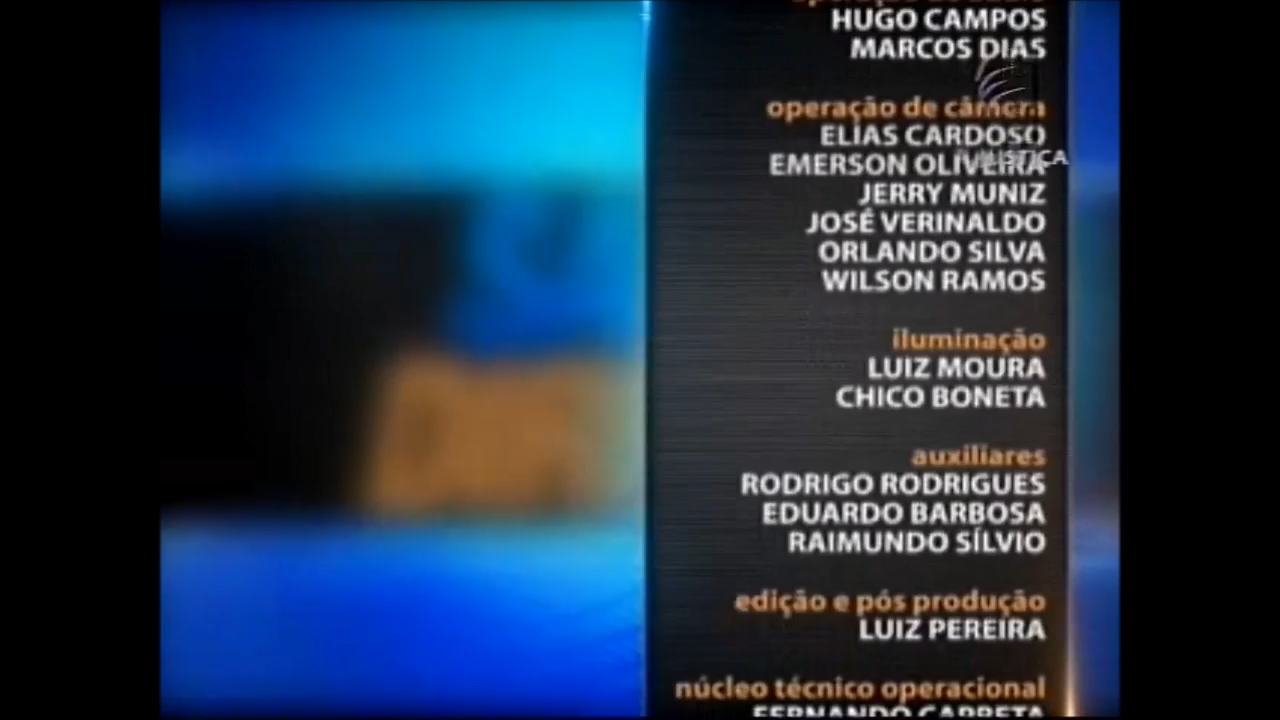 HUGO CAMPOS
MARCOS DIAS
operação de câmera
ELIAS CARDOSO
EMERSON OLIVEIRA
JERRY MUNIZ
JOSÉ VERINALDO
ORLANDO SILVA
WILSON RAMOS
iluminação
LUIZ MOURA
CHICO BONETA
auxiliares
RODRIGO RODRIGUES
EDUARDO BARBOSA
RAIMUNDO SÍLVIO
edição e pós produção
LUIZ PEREIRA
núcleo técnico operacional
FERNANDO